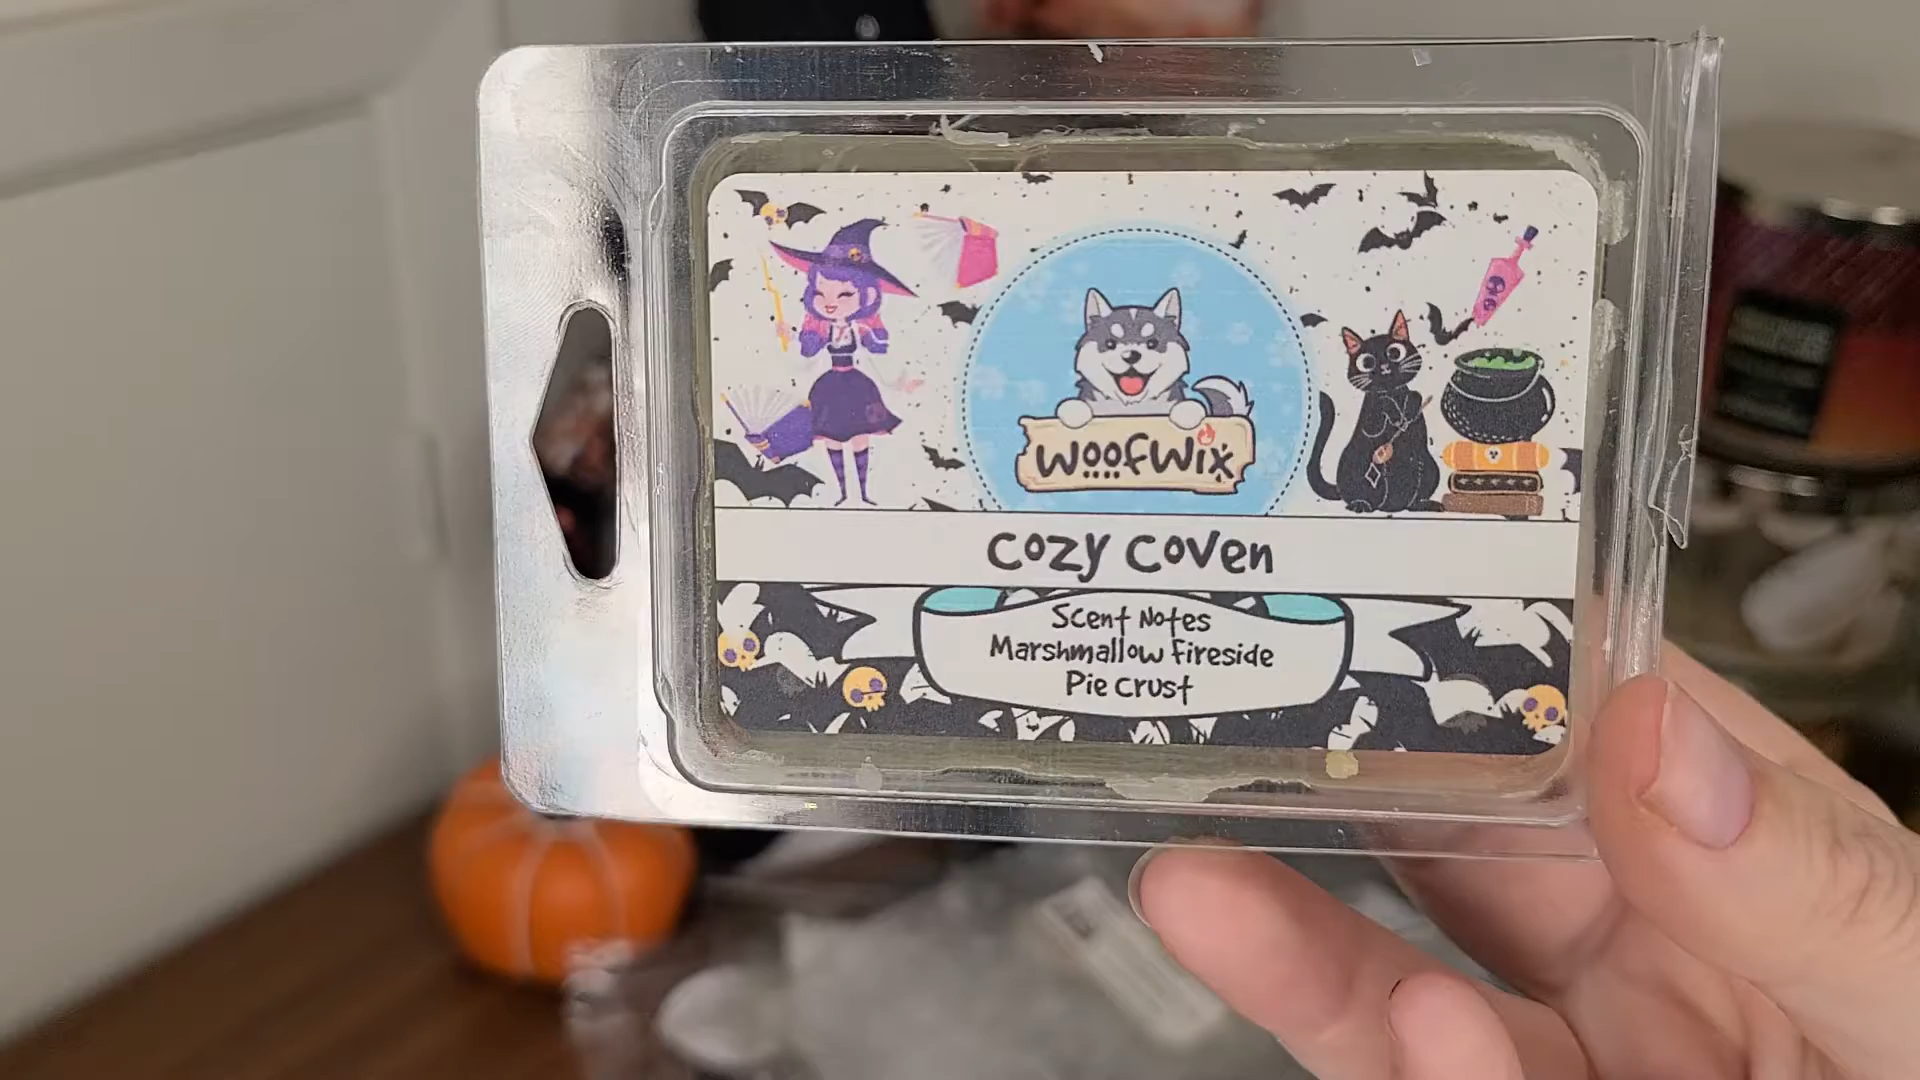 WOOFWIX
Cozy Coven
Scent Notes
Marshmallow Fireside
Pie Crust